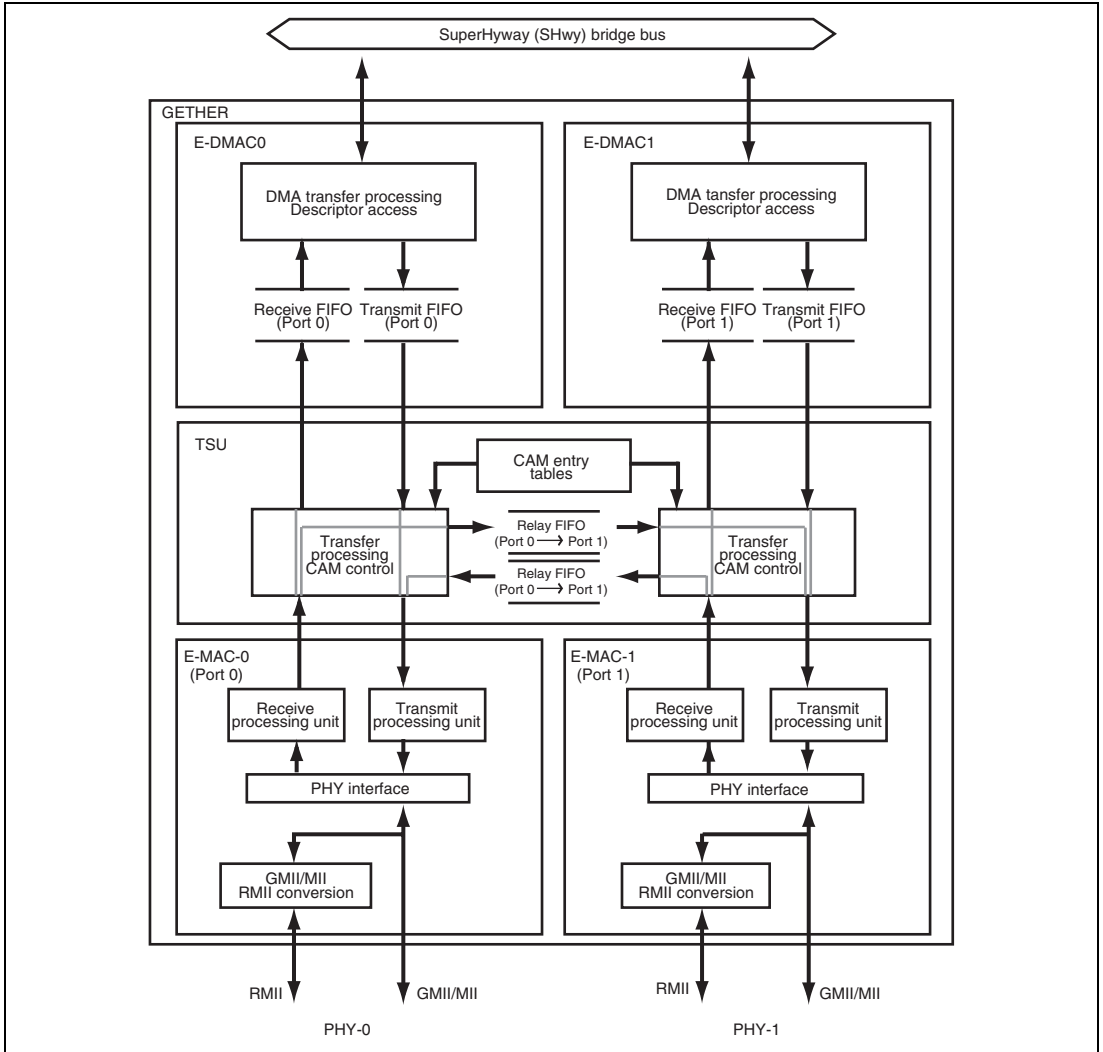 SuperHyway (SHwy) bridge bus
GETHER
E-DMAC0
DMA transfer processing
Descriptor access
Receive FIFO
(Port 0)
Transmit FIFO
(Port 0)
E-DMAC1
DMA tansfer processing
Descriptor access
Receive FIFO
(Port 1)
Transmit FIFO
(Port 1)
TSU
CAM entry
tables
Transfer
processing
CAM control
Relay FIFO
(Port 0 → Port 1)
Relay FIFO
(Port 0 → Port 1)
Transfer
processing
CAM control
E-MAC-0
(Port 0)
Receive
processing unit
Transmit
processing unit
PHY interface
GMII/MII
RMII conversion
E-MAC-1
(Port 1)
Receive
processing unit
Transmit
processing unit
PHY interface
GMII/MII
RMII conversion
RMII
GMII/MII
PHY-0
RMII
GMII/MII
PHY-1